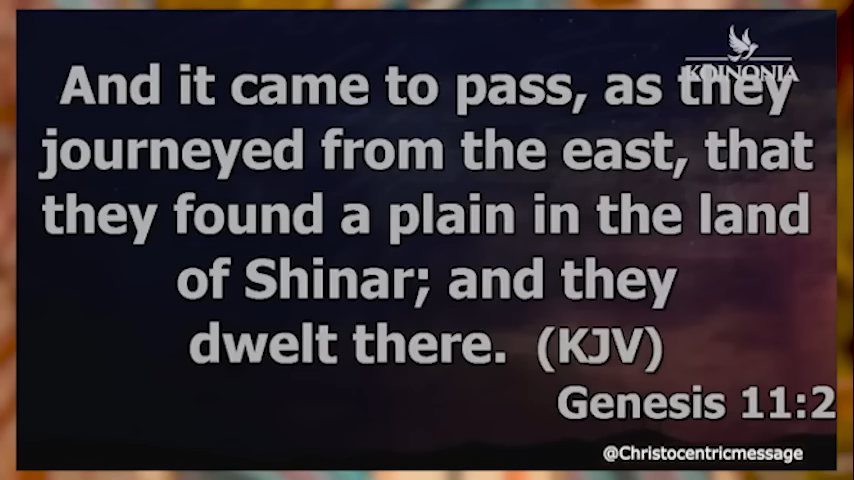 KOINONIA
And it came to pass, as they
journeyed from the east, that
they found a plain in the land
of Shinar; and they
dwelt there. (KJV)
Genesis 11:2
@Christocentricmessage